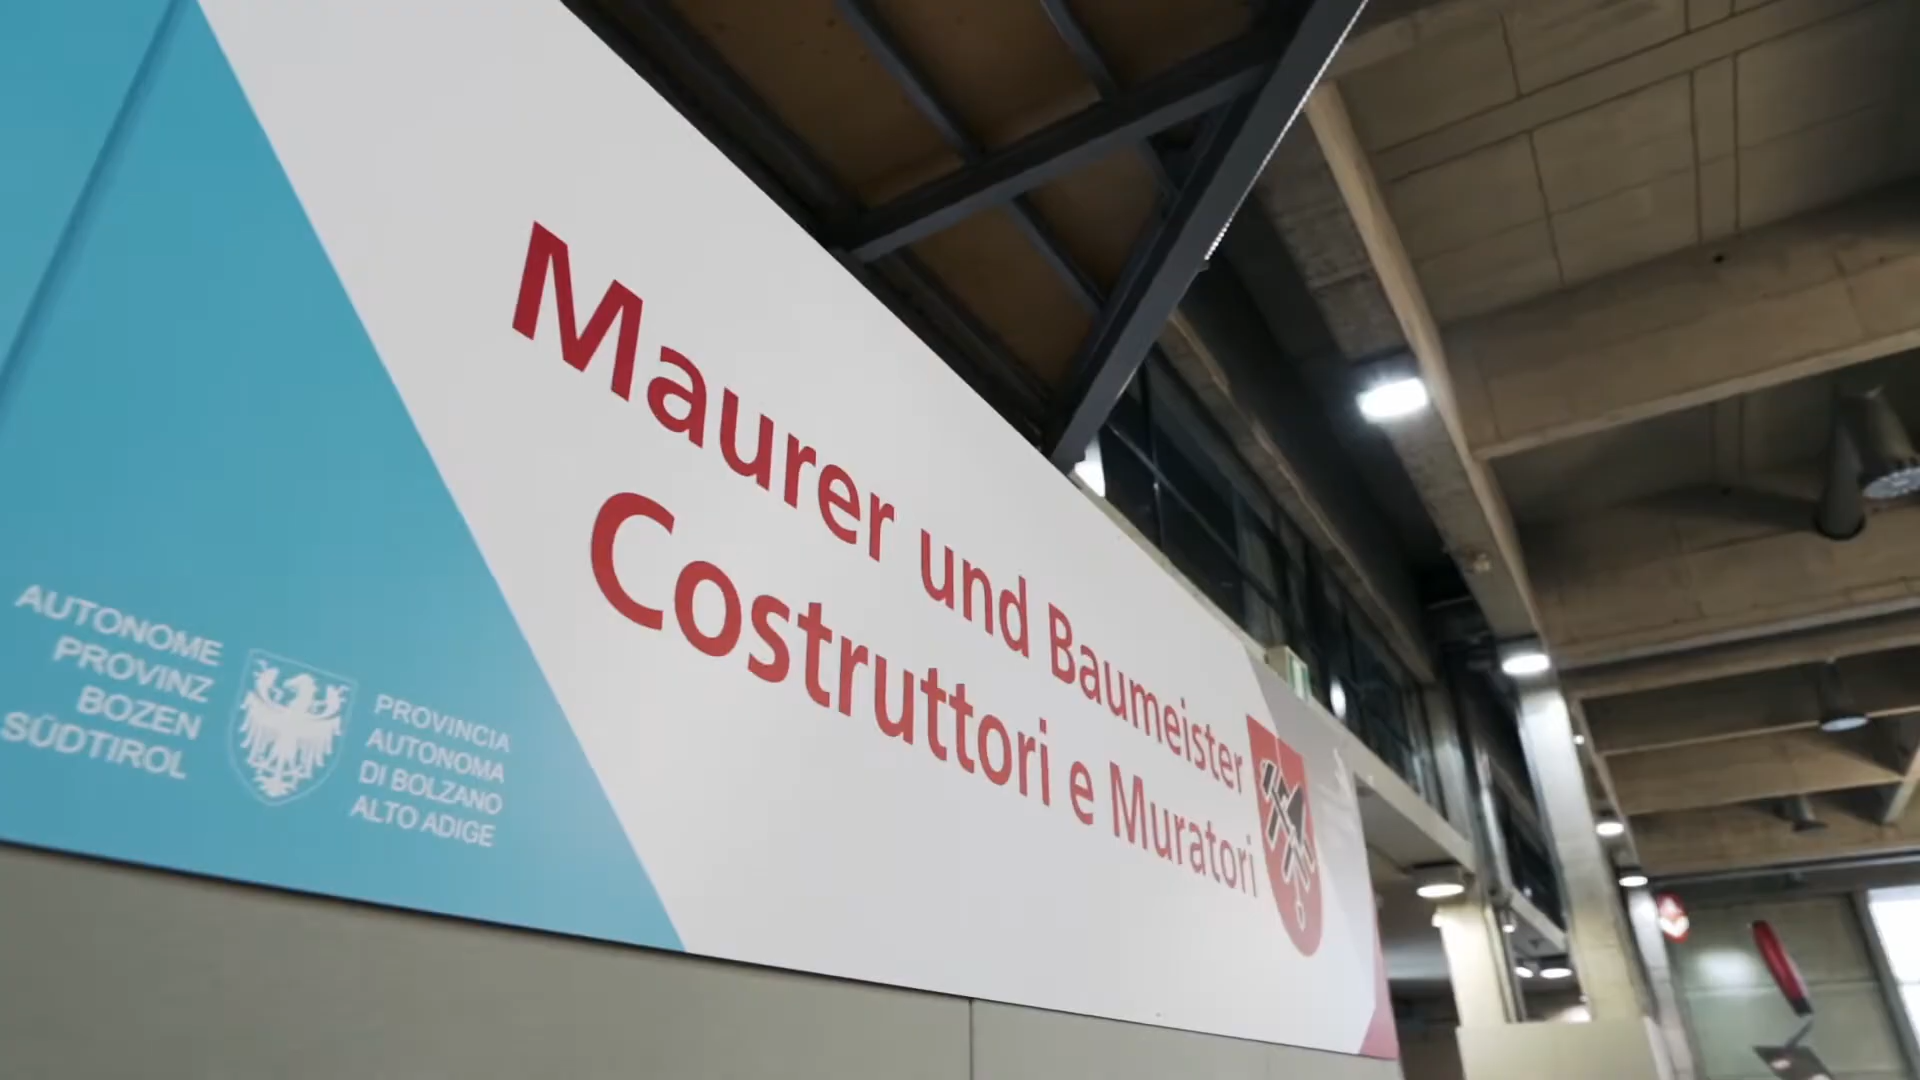 Maurer und Baumeister
Costruttori e Muratori
AUTONOME
PROVINZ
BOZEN
SÜDTIROL
PROVINCIA
AUTONOMA
DI BOLZANO
ALTO ADIGE